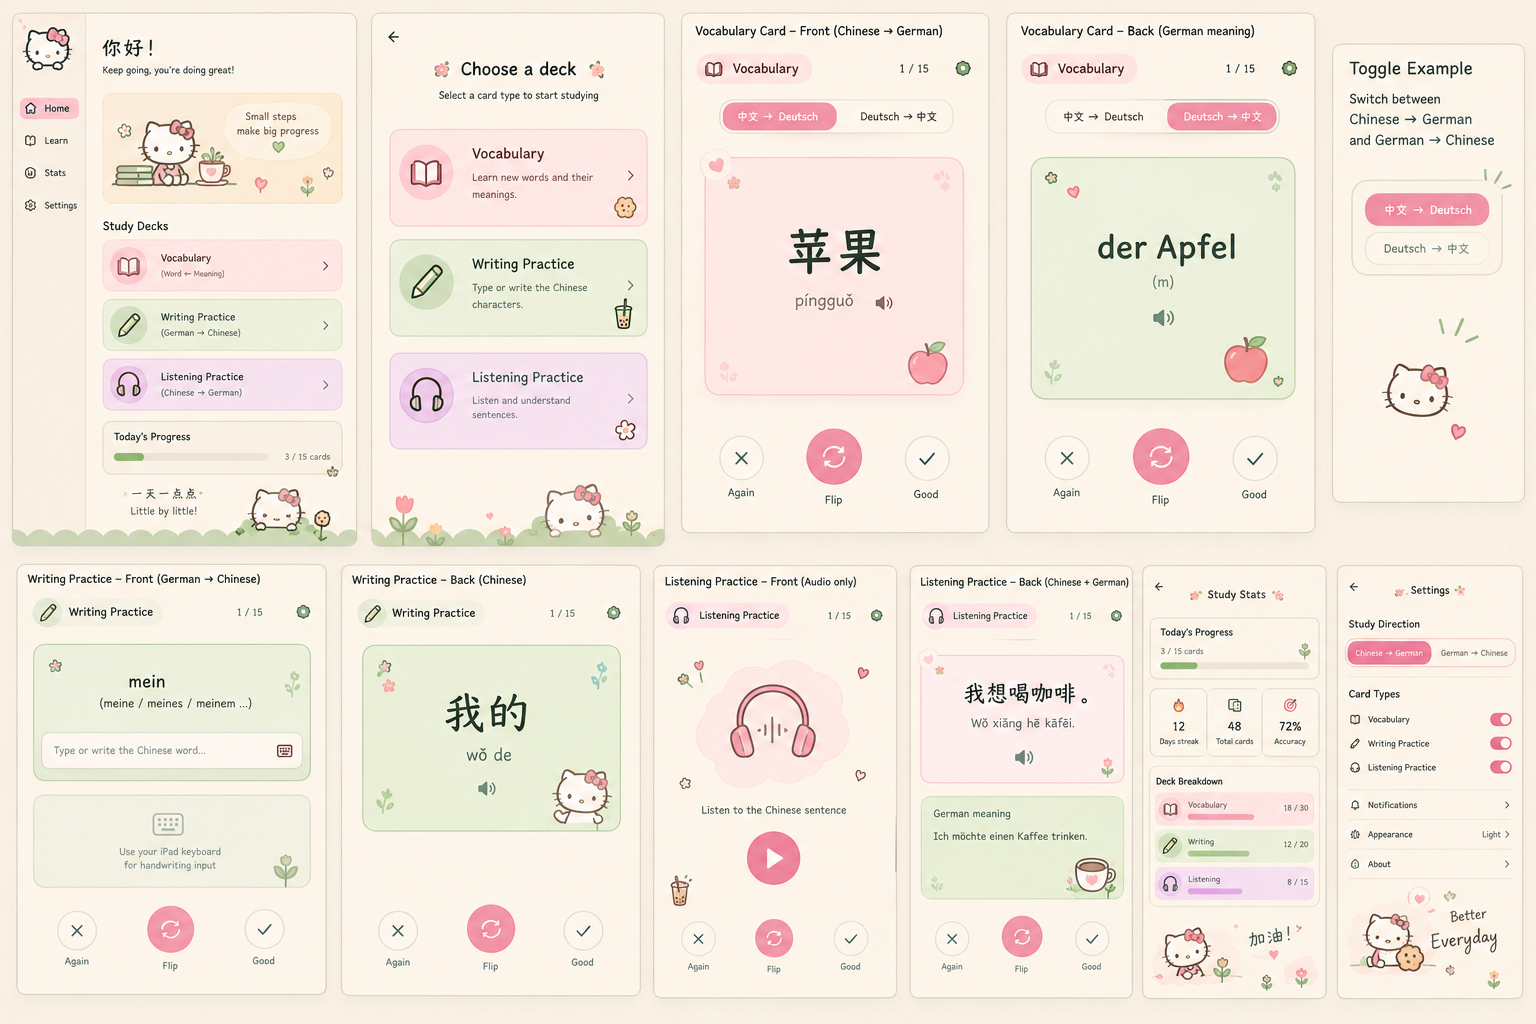 你好!
Keep going, you're doing great!
Home
Learn
Stats
Settings
Small steps
make big progress
Study Decks
Vocabulary
(Word ← Meaning)
Writing Practice
(German → Chinese)
Listening Practice
(Chinese → German)
Today's Progress
3 / 15 cards
一天一点点
Little by little!
Choose a deck
Select a card type to start studying
Vocabulary
Learn new words and their
meanings.
Writing Practice
Type or write the Chinese
characters.
Listening Practice
Listen and understand
sentences.
Vocabulary Card – Front (Chinese → German)
Vocabulary
1 / 15
中文 → Deutsch
Deutsch → 中文
苹果
píngguǒ
Again
Flip
Good
Vocabulary Card – Back (German meaning)
Vocabulary
1 / 15
中文 → Deutsch
Deutsch → 中文
der Apfel
(m)
Again
Flip
Good
Toggle Example
Switch between
Chinese → German
and German → Chinese
中文 → Deutsch
Deutsch → 中文
Writing Practice – Front (German → Chinese)
Writing Practice
1 / 15
mein
(meine / meines / meinem ...)
Type or write the Chinese word...
Use your iPad keyboard
for handwriting input
Again
Flip
Good
Writing Practice – Back (Chinese)
Writing Practice
1 / 15
我的
wǒ de
Again
Flip
Good
Listening Practice – Front (Audio only)
Listening Practice
1 / 15
Listen to the Chinese sentence
Again
Flip
Good
Listening Practice – Back (Chinese + German)
Listening Practice
1 / 15
我想喝咖啡。
Wǒ xiǎng hē kāfēi.
German meaning
Ich möchte einen Kaffee trinken.
Again
Flip
Good
Study Stats
Today's Progress
3 / 15 cards
12
Days streak
48
Total cards
72%
Accuracy
Deck Breakdown
Vocabulary
18 / 30
Writing
12 / 20
Listening
8 / 15
加油!
Settings
Study Direction
Chinese → German
German → Chinese
Card Types
Vocabulary
Writing Practice
Listening Practice
Notifications
Appearance
Light
About
Better
Everyday